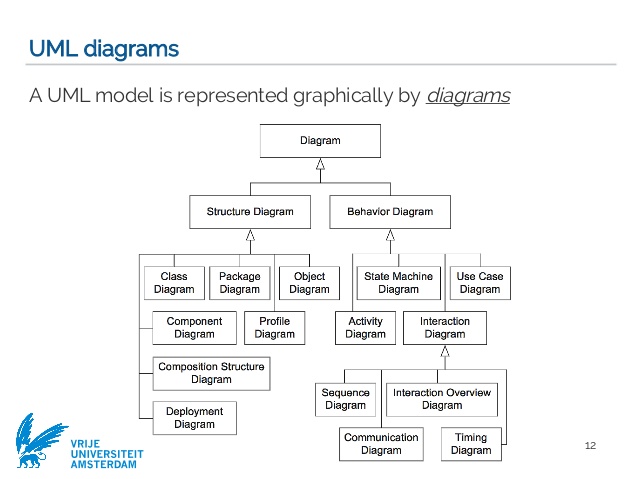 UML diagrams
A UML model is represented graphically by diagrams
Diagram
Structure Diagram
Behavior Diagram
Class
Diagram
Package
Diagram
Object
Diagram
State Machine
Diagram
Use Case
Diagram
Component
Diagram
Profile
Diagram
Activity
Diagram
Interaction
Diagram
Composition Structure
Diagram
Sequence
Diagram
Interaction Overview
Diagram
Deployment
Diagram
Communication
Diagram
Timing
Diagram
VRIJE
UNIVERSITEIT
AMSTERDAM
12